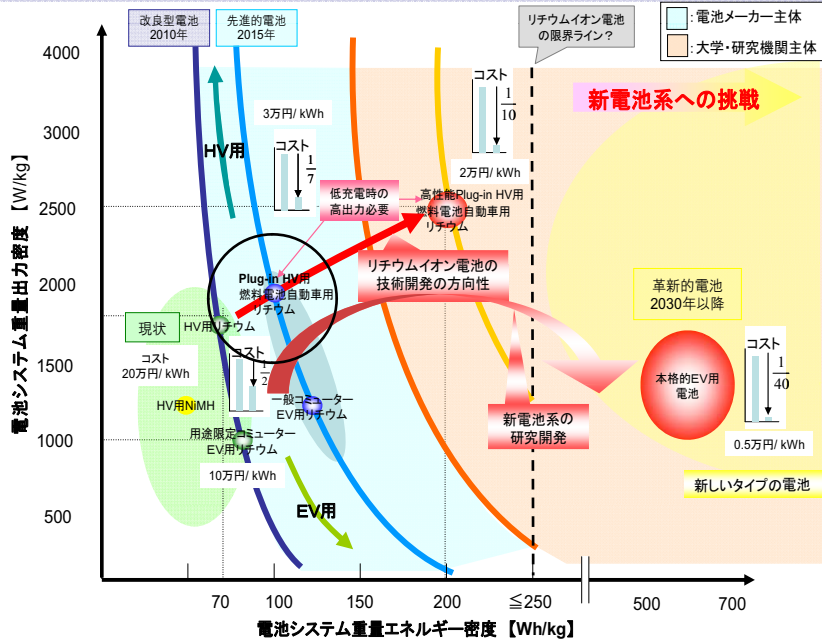 改良型電池
2010年
先進的電池
2015年
リチウムイオン電池
の限界ライン？
：電池メーカー主体
：大学・研究機関主体
4000
3000
2500
2000
1500
1000
500
電池システム重量出力密度 【W/kg】
新電池系への挑戦
コスト
1
10
2万円/ kWh
3万円/ kWh
コスト
1
7
HV用
低充電時の
高出力必要
高性能Plug-in HV用
燃料電池自動車用
リチウム
リチウムイオン電池の
技術開発の方向性
Plug-in HV用
燃料電池自動車用
リチウム
革新的電池
2030年以降
現状
HV用リチウム
コスト
20万円/ kWh
コスト
1
2
コスト
1
40
本格的EV用
電池
0.5万円/ kWh
HV用NiMH
一般コミューター
EV用リチウム
新電池系の
研究開発
用途限定コミューター
EV用リチウム
10万円/ kWh
新しいタイプの電池
EV用
70
100
150
200
≦250
500
700
電池システム重量エネルギー密度 【Wh/kg】